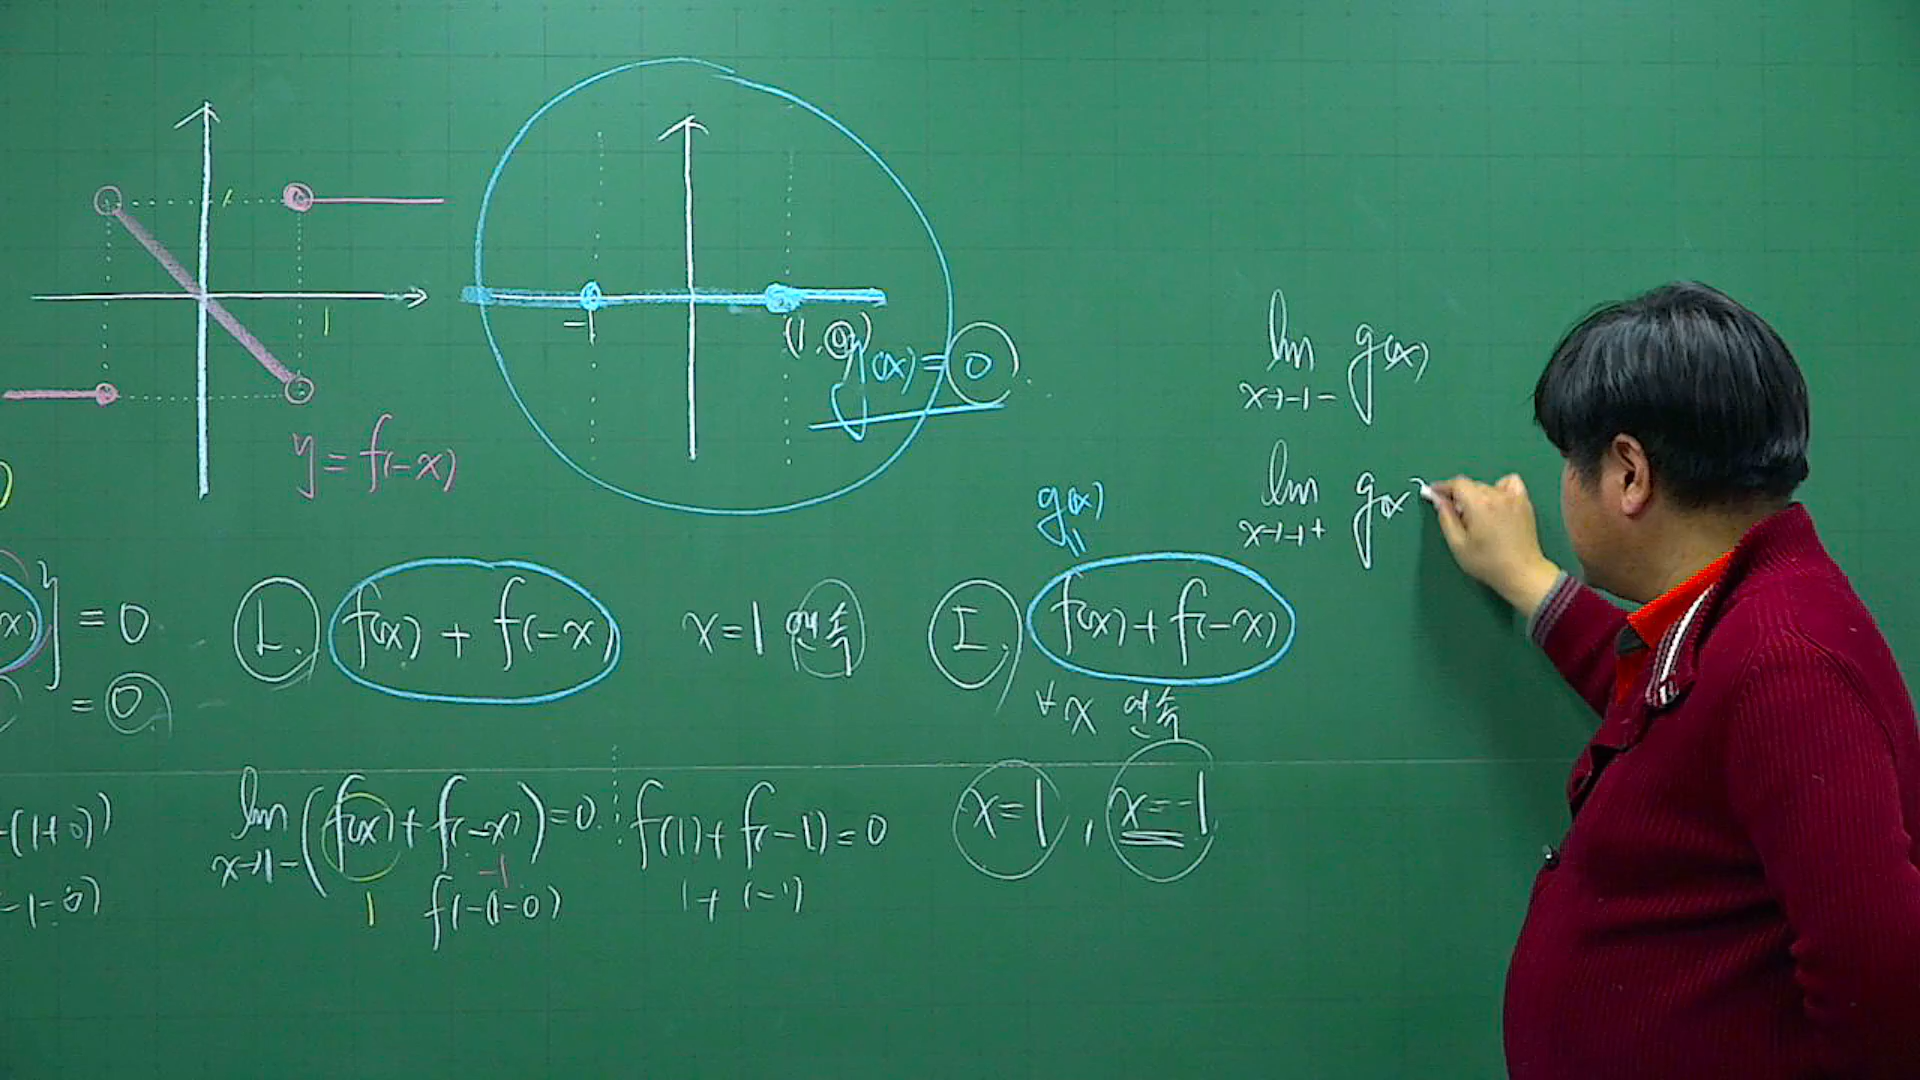 1
y = f(-x)
-1
(1, 0)
g(x) = 0
lim g(x)
x→-1-
lim g(x)
x→-1+
g(x)
x)} = 0
= 0
ㄴ. f(x) + f(-x) x=1 연속
ㄷ. f(x) + f(-x)
∀x 연속
-(1+0))
-1-0)
lim (f(x) + f(-x)) = 0.
x→1-
1
-1
f(-(1-0)
f(1) + f(-1) = 0
1 + (-1)
x=1, x=-1